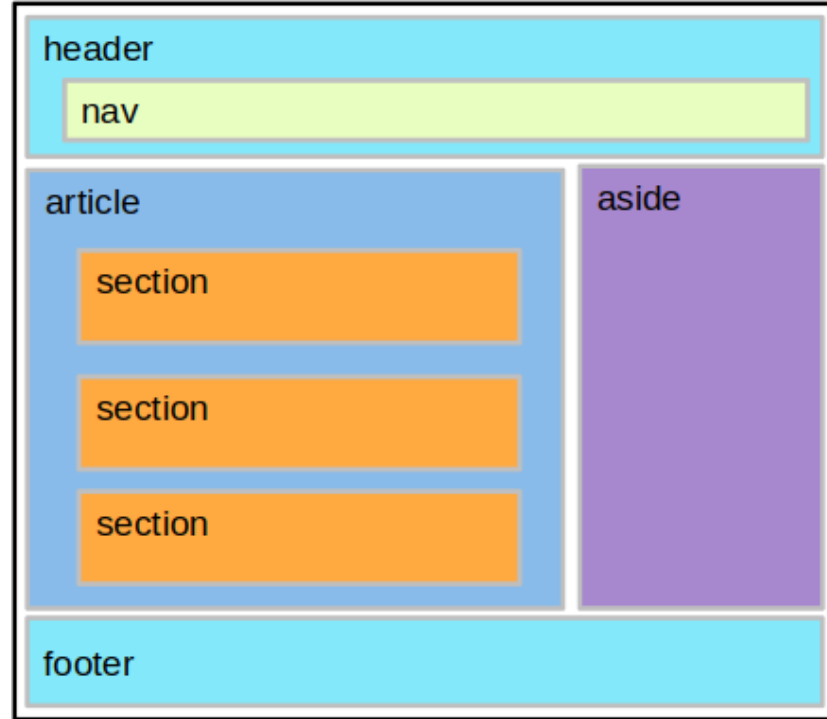 header
nav
article
aside
section
section
section
footer